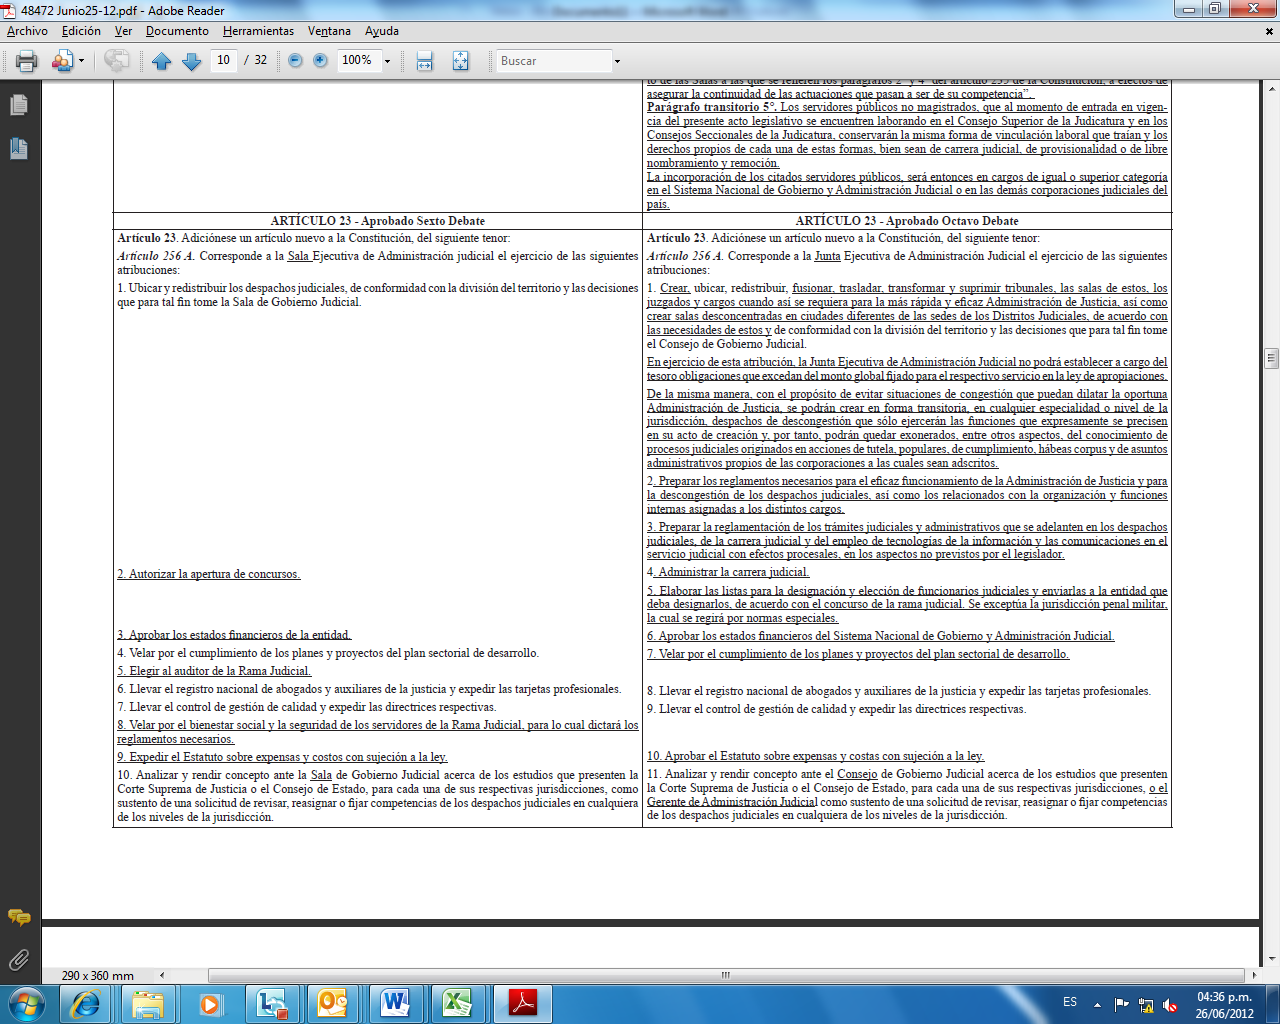 48472 Junio25-12.pdf - Adobe Reader
Archivo Edición Ver Documento Herramientas Ventana Ayuda
10 / 32 100% Buscar
to de las Salas a las que se refieren los parágrafos 2° y 4° del artículo 235 de la Constitución, a efectos de
asegurar la continuidad de las actuaciones que pasan a ser de su competencia”.
Parágrafo transitorio 5°. Los servidores públicos no magistrados, que al momento de entrada en vigen-
cia del presente acto legislativo se encuentren laborando en el Consejo Superior de la Judicatura y en los
Consejos Seccionales de la Judicatura, conservarán la misma forma de vinculación laboral que traían y los
derechos propios de cada una de estas formas, bien sean de carrera judicial, de provisionalidad o de libre
nombramiento y remoción.
La incorporación de los citados servidores públicos, será entonces en cargos de igual o superior categoría
en el Sistema Nacional de Gobierno y Administración Judicial o en las demás corporaciones judiciales del
país.
ARTÍCULO 23 - Aprobado Sexto Debate
Artículo 23. Adiciónese un artículo nuevo a la Constitución, del siguiente tenor:
Artículo 256 A. Corresponde a la Sala Ejecutiva de Administración judicial el ejercicio de las siguientes
atribuciones:
1. Ubicar y redistribuir los despachos judiciales, de conformidad con la división del territorio y las decisiones
que para tal fin tome la Sala de Gobierno Judicial.
2. Autorizar la apertura de concursos.
3. Aprobar los estados financieros de la entidad.
4. Velar por el cumplimiento de los planes y proyectos del plan sectorial de desarrollo.
5. Elegir al auditor de la Rama Judicial.
6. Llevar el registro nacional de abogados y auxiliares de la justicia y expedir las tarjetas profesionales.
7. Llevar el control de gestión de calidad y expedir las directrices respectivas.
8. Velar por el bienestar social y la seguridad de los servidores de la Rama Judicial, para lo cual dictará los
reglamentos necesarios.
9. Expedir el Estatuto sobre expensas y costos con sujeción a la ley.
10. Analizar y rendir concepto ante la Sala de Gobierno Judicial acerca de los estudios que presenten la
Corte Suprema de Justicia o el Consejo de Estado, para cada una de sus respectivas jurisdicciones, como
sustento de una solicitud de revisar, reasignar o fijar competencias de los despachos judiciales en cualquiera
de los niveles de la jurisdicción.
ARTÍCULO 23 - Aprobado Octavo Debate
Artículo 23. Adiciónese un artículo nuevo a la Constitución, del siguiente tenor:
Artículo 256 A. Corresponde a la Junta Ejecutiva de Administración Judicial el ejercicio de las siguientes
atribuciones:
1. Crear, ubicar, redistribuir, fusionar, trasladar, transformar y suprimir tribunales, las salas de estos, los
juzgados y cargos cuando así se requiera para la más rápida y eficaz Administración de Justicia, así como
crear salas desconcentradas en ciudades diferentes de las sedes de los Distritos Judiciales, de acuerdo con
las necesidades de estos y de conformidad con la división del territorio y las decisiones que para tal fin tome
el Consejo de Gobierno Judicial.
En ejercicio de esta atribución, la Junta Ejecutiva de Administración Judicial no podrá establecer a cargo del
tesoro obligaciones que excedan del monto global fijado para el respectivo servicio en la ley de apropiaciones.
De la misma manera, con el propósito de evitar situaciones de congestión que puedan dilatar la oportuna
Administración de Justicia, se podrán crear en forma transitoria, en cualquier especialidad o nivel de la
jurisdicción, despachos de descongestión que sólo ejercerán las funciones que expresamente se precisen
en su acto de creación y, por tanto, podrán quedar exonerados, entre otros aspectos, del conocimiento de
procesos judiciales originados en acciones de tutela, populares, de cumplimiento, hábeas corpus y de asuntos
administrativos propios de las corporaciones a las cuales sean adscritos.
2. Preparar los reglamentos necesarios para el eficaz funcionamiento de la Administración de Justicia y para
la descongestión de los despachos judiciales, así como los relacionados con la organización y funciones
internas asignadas a los distintos cargos.
3. Preparar la reglamentación de los trámites judiciales y administrativos que se adelanten en los despachos
judiciales, de la carrera judicial y del empleo de tecnologías de la información y las comunicaciones en el
servicio judicial con efectos procesales, en los aspectos no previstos por el legislador.
4. Administrar la carrera judicial.
5. Elaborar las listas para la designación y elección de funcionarios judiciales y enviarlas a la entidad que
deba designarlos, de acuerdo con el concurso de la rama judicial. Se exceptúa la jurisdicción penal militar,
la cual se regirá por normas especiales.
6. Aprobar los estados financieros del Sistema Nacional de Gobierno y Administración Judicial.
7. Velar por el cumplimiento de los planes y proyectos del plan sectorial de desarrollo.
8. Llevar el registro nacional de abogados y auxiliares de la justicia y expedir las tarjetas profesionales.
9. Llevar el control de gestión de calidad y expedir las directrices respectivas.
10. Aprobar el Estatuto sobre expensas y costas con sujeción a la ley.
11. Analizar y rendir concepto ante el Consejo de Gobierno Judicial acerca de los estudios que presenten
la Corte Suprema de Justicia o el Consejo de Estado, para cada una de sus respectivas jurisdicciones, o el
Gerente de Administración Judicial como sustento de una solicitud de revisar, reasignar o fijar competencias
de los despachos judiciales en cualquiera de los niveles de la jurisdicción.
290 x 360 mm
ES
04:36 p.m.
26/06/2012